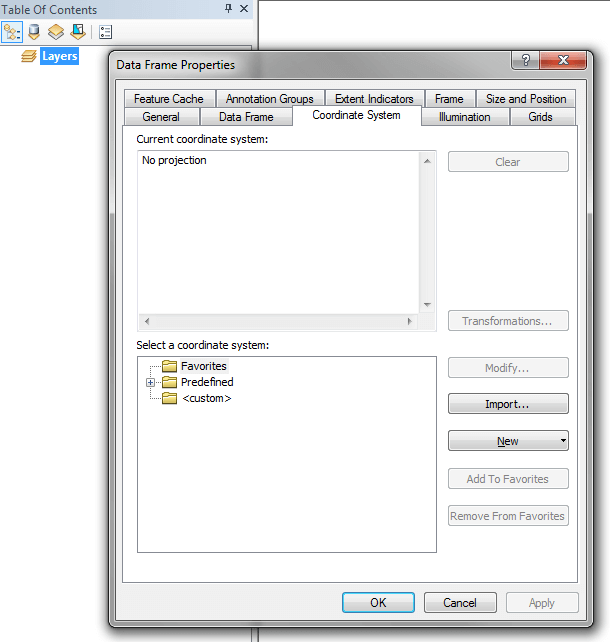 Table Of Contents
Layers
Data Frame Properties
Feature Cache
Annotation Groups
Extent Indicators
Frame
Size and Position
General
Data Frame
Coordinate System
Illumination
Grids
Current coordinate system:
No projection
Clear
Transformations...
Select a coordinate system:
Favorites
Predefined
<custom>
Modify...
Import...
New
Add To Favorites
Remove From Favorites
OK
Cancel
Apply